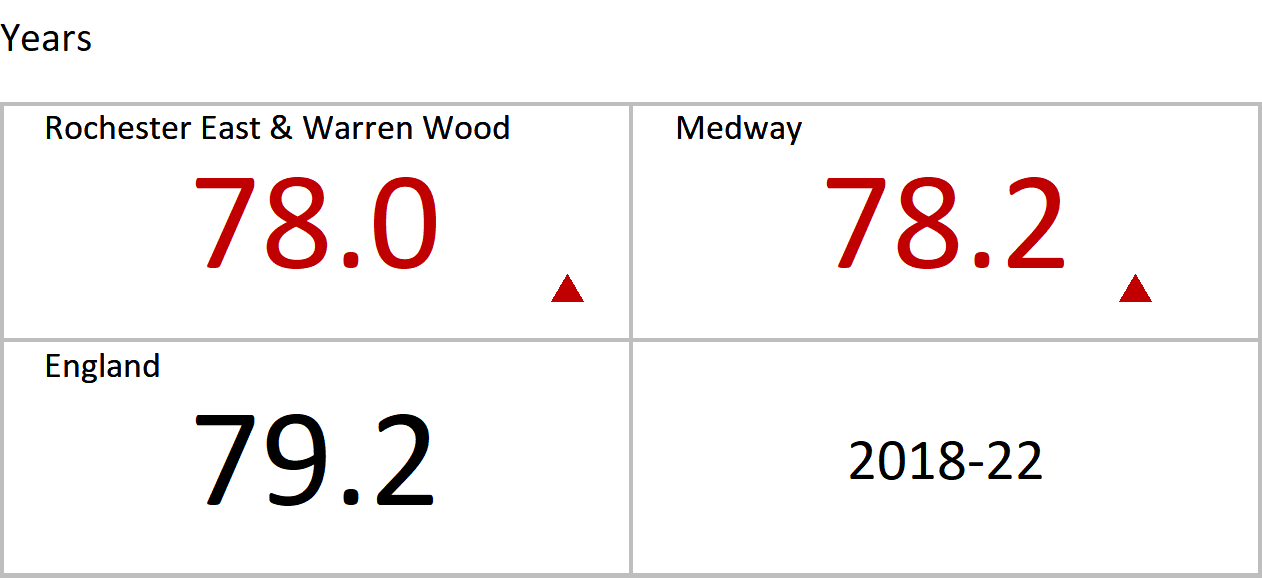 Years
Rochester East & Warren Wood
78.0
Medway
78.2
England
79.2
2018-22